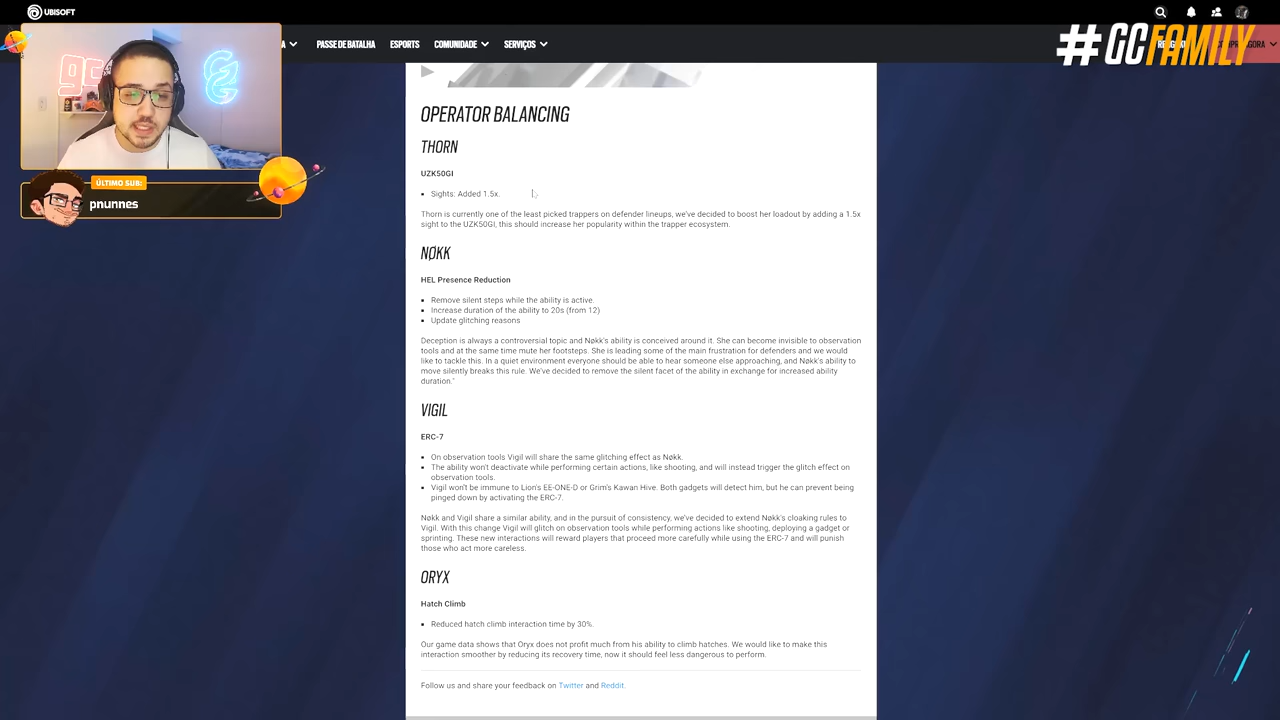 UBISOFT
PASSE DE BATALHA
ESPORTS
COMUNIDADE
SERVIÇOS
#GCFAMILY
gc
ÚLTIMO SUB:
pnunnes
OPERATOR BALANCING
THORN
UZK50GI
Sights: Added 1.5x.
Thorn is currently one of the least picked trappers on defender lineups, we've decided to boost her loadout by adding a 1.5x
sight to the UZK50GI, this should increase her popularity within the trapper ecosystem.
NØKK
HEL Presence Reduction
Remove silent steps while the ability is active.
Increase duration of the ability to 20s (from 12)
Update glitching reasons
Deception is always a controversial topic and Nøkk's ability is conceived around it. She can become invisible to observation
tools and at the same time mute her footsteps. She is leading some of the main frustration for defenders and we would
like to tackle this. In a quiet environment everyone should be able to hear someone else approaching, and Nøkk's ability to
move silently breaks this rule. We've decided to remove the silent facet of the ability in exchange for increased ability
duration."
VIGIL
ERC-7
On observation tools Vigil will share the same glitching effect as Nøkk.
The ability won't deactivate while performing certain actions, like shooting, and will instead trigger the glitch effect on
observation tools.
Vigil won't be immune to Lion's EE-ONE-D or Grim's Kawan Hive. Both gadgets will detect him, but he can prevent being
pinged down by activating the ERC-7.
Nøkk and Vigil share a similar ability, and in the pursuit of consistency, we've decided to extend Nøkk's cloaking rules to
Vigil. With this change Vigil will glitch on observation tools while performing actions like shooting, deploying a gadget or
sprinting. These new interactions will reward players that proceed more carefully while using the ERC-7 and will punish
those who act more careless.
ORYX
Hatch Climb
Reduced hatch climb interaction time by 30%.
Our game data shows that Oryx does not profit much from his ability to climb hatches. We would like to make this
interaction smoother by reducing its recovery time, now it should feel less dangerous to perform.
Follow us and share your feedback on Twitter and Reddit.